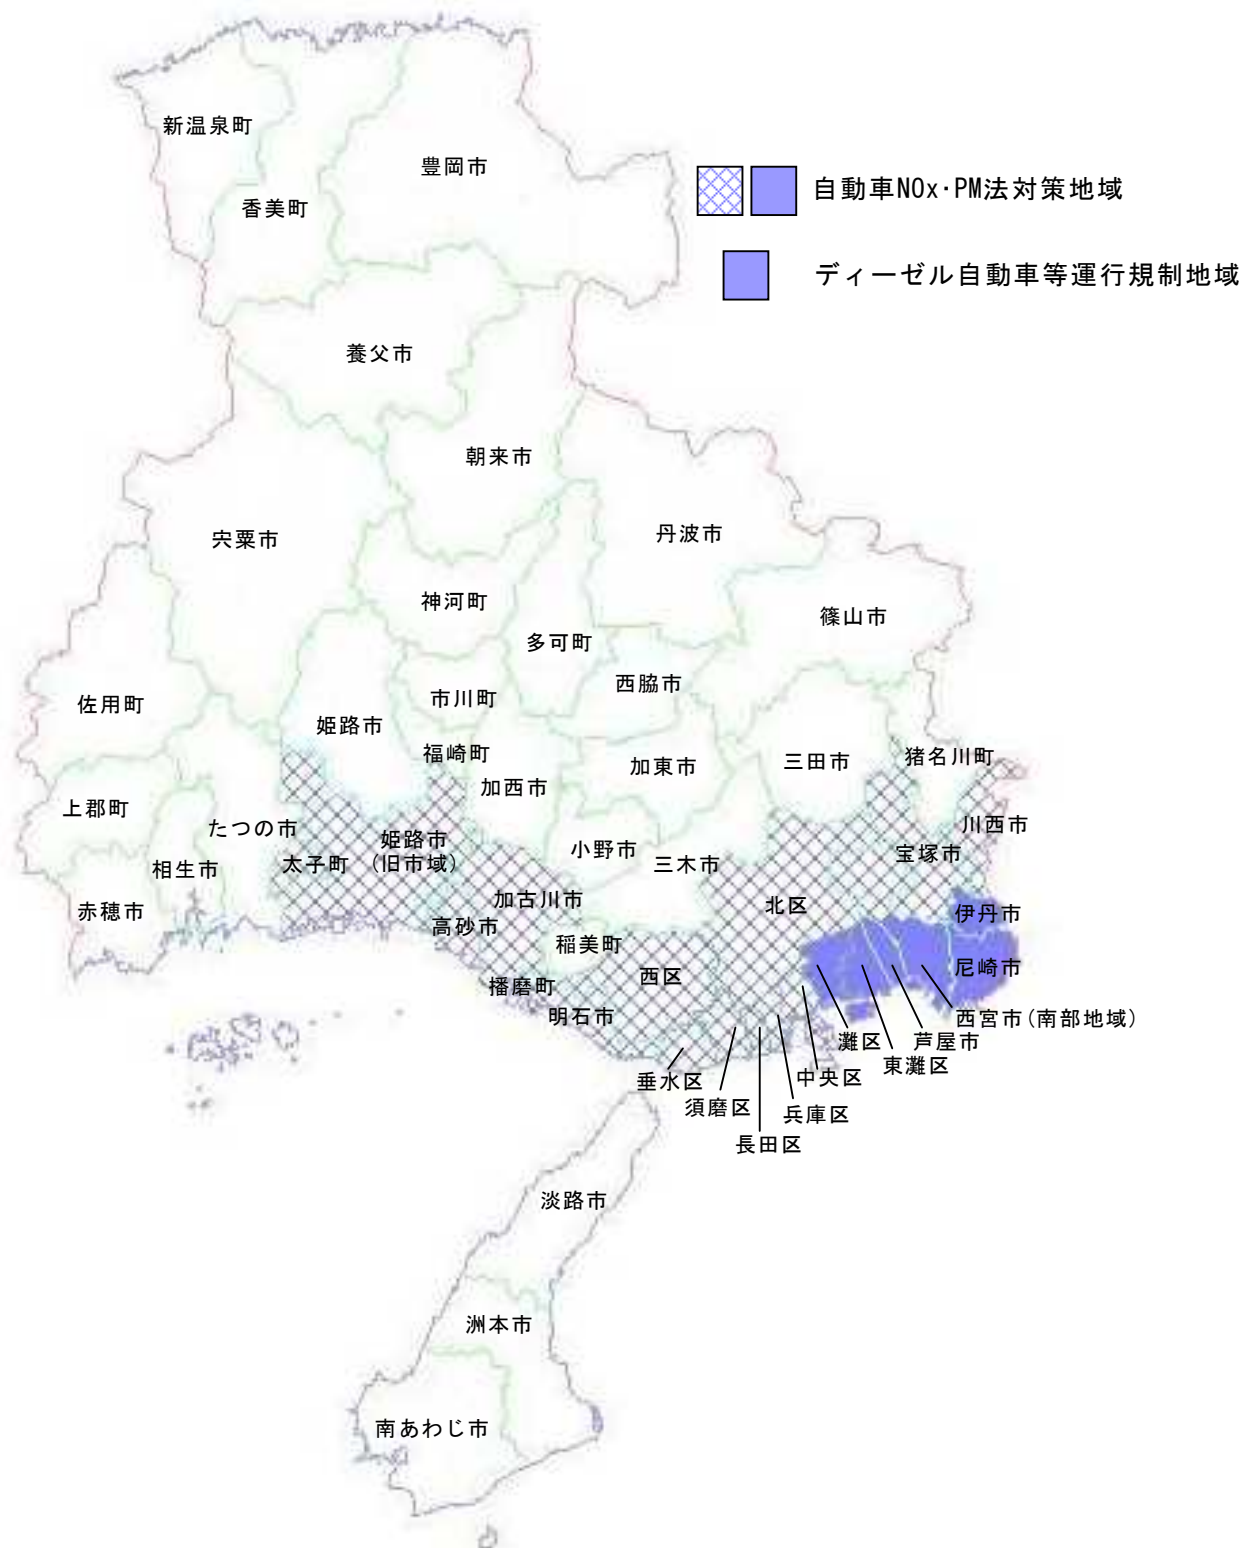 新温泉町
豊岡市
香美町
自動車NOx・PM法対策地域
ディーゼル自動車等運行規制地域
養父市
朝来市
宍粟市
丹波市
神河町
篠山市
多可町
西脇市
市川町
佐用町
姫路市
福崎町
加西市
加東市
三田市
猪名川町
上郡町
たつの市
川西市
相生市
太子町
姫路市
(旧市域)
小野市
三木市
宝塚市
赤穂市
加古川市
高砂市
稲美町
北区
伊丹市
播磨町
西区
尼崎市
明石市
西宮市(南部地域)
灘区
芦屋市
東灘区
中央区
垂水区
須磨区
兵庫区
長田区
淡路市
洲本市
南あわじ市